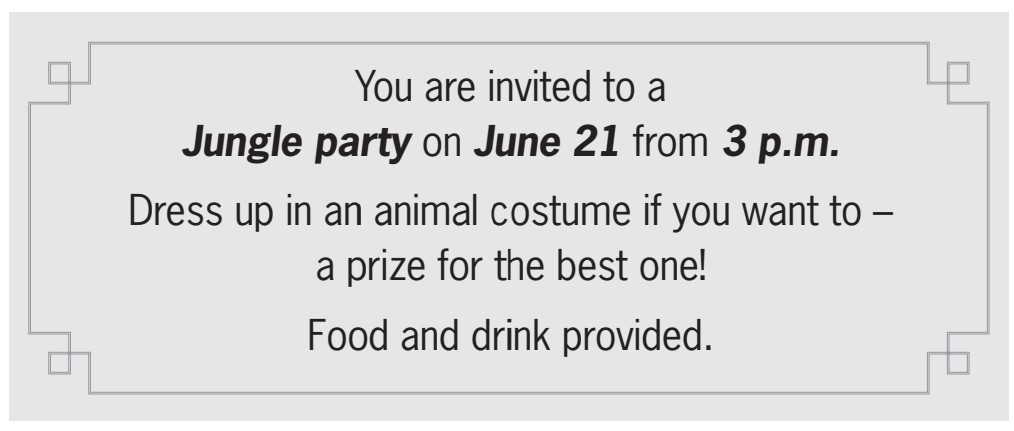 You are invited to a
Jungle party on June 21 from 3 p.m.
Dress up in an animal costume if you want to –
a prize for the best one!
Food and drink provided.